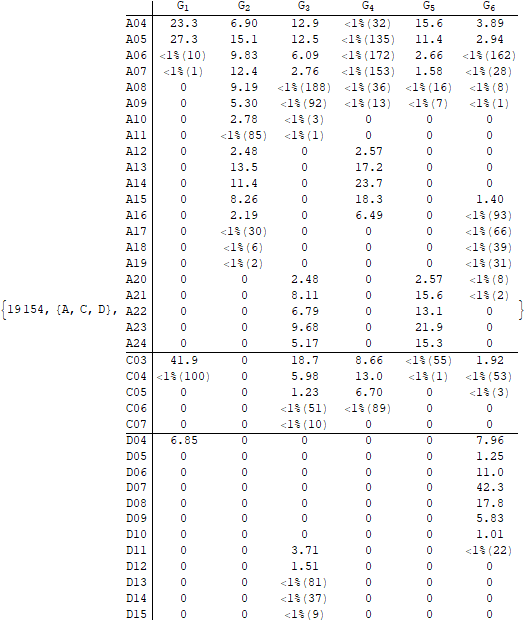 G1 G2 G3 G4 G5 G6
A04 23.3 6.90 12.9 <1%(32) 15.6 3.89
A05 27.3 15.1 12.5 <1%(135) 11.4 2.94
A06 <1%(10) 9.83 6.09 <1%(172) 2.66 <1%(162)
A07 <1%(1) 12.4 2.76 <1%(153) 1.58 <1%(28)
A08 0 9.19 <1%(188) <1%(36) <1%(16) <1%(8)
A09 0 5.30 <1%(92) <1%(13) <1%(7) <1%(1)
A10 0 2.78 <1%(3) 0 0 0
A11 0 <1%(85) <1%(1) 0 0 0
A12 0 2.48 0 2.57 0 0
A13 0 13.5 0 17.2 0 0
A14 0 11.4 0 23.7 0 0
A15 0 8.26 0 18.3 0 1.40
A16 0 2.19 0 6.49 0 <1%(93)
A17 0 <1%(30) 0 0 0 <1%(66)
A18 0 <1%(6) 0 0 0 <1%(39)
A19 0 <1%(2) 0 0 0 <1%(31)
A20 0 0 2.48 0 2.57 <1%(8)
A21 0 0 8.11 0 15.6 <1%(2)
{19154, {A, C, D}, A22 0 0 6.79 0 13.1 0 }
A23 0 0 9.68 0 21.9 0
A24 0 0 5.17 0 15.3 0
C03 41.9 0 18.7 8.66 <1%(55) 1.92
C04 <1%(100) 0 5.98 13.0 <1%(1) <1%(53)
C05 0 0 1.23 6.70 0 <1%(3)
C06 0 0 <1%(51) <1%(89) 0 0
C07 0 0 <1%(10) 0 0 0
D04 6.85 0 0 0 0 7.96
D05 0 0 0 0 0 1.25
D06 0 0 0 0 0 11.0
D07 0 0 0 0 0 42.3
D08 0 0 0 0 0 17.8
D09 0 0 0 0 0 5.83
D10 0 0 0 0 0 1.01
D11 0 0 3.71 0 0 <1%(22)
D12 0 0 1.51 0 0 0
D13 0 0 <1%(81) 0 0 0
D14 0 0 <1%(37) 0 0 0
D15 0 0 <1%(9) 0 0 0